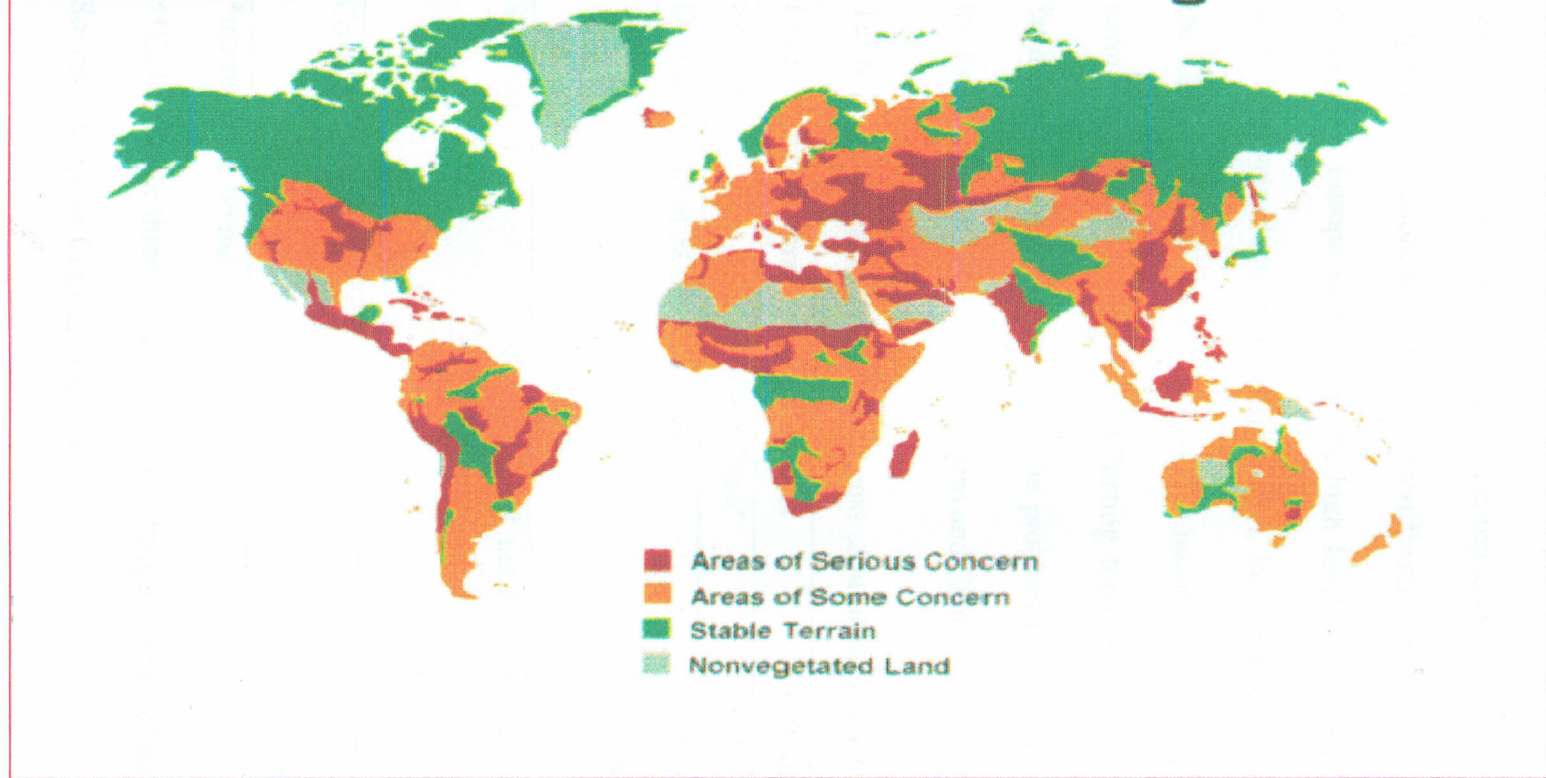 Areas of Serious Concern
Areas of Some Concern
Stable Terrain
Nonvegetated Land